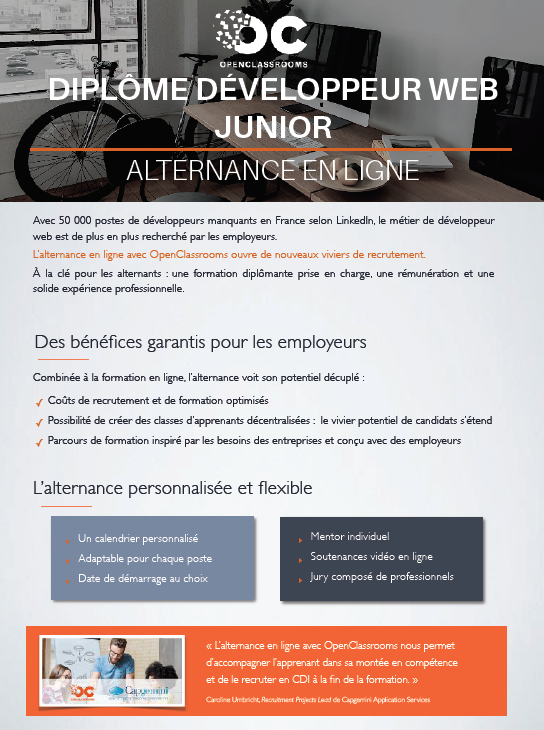 OC
OPENCLASSROOMS
DIPLÔME DÉVELOPPEUR WEB
JUNIOR
ALTERNANCE EN LIGNE
Avec 50 000 postes de développeurs manquants en France selon LinkedIn, le métier de développeur
web est de plus en plus recherché par les employeurs.
L'alternance en ligne avec OpenClassrooms ouvre de nouveaux viviers de recrutement.
À la clé pour les alternants : une formation diplômante prise en charge, une rémunération et une
solide expérience professionnelle.
Des bénéfices garantis pour les employeurs
Combinée à la formation en ligne, l'alternance voit son potentiel décuplé :
Coûts de recrutement et de formation optimisés
Possibilité de créer des classes d'apprenants décentralisées : le vivier potentiel de candidats s'étend
Parcours de formation inspiré par les besoins des entreprises et conçu avec des employeurs
L'alternance personnalisée et flexible
Un calendrier personnalisé
Adaptable pour chaque poste
Date de démarrage au choix
Mentor individuel
Soutenances vidéo en ligne
Jury composé de professionnels
« L'alternance en ligne avec OpenClassrooms nous permet
d'accompagner l'apprenant dans sa montée en compétence
et de le recruter en CDI à la fin de la formation. »
Caroline Umbricht, Recruitment Projects Lead de Capgemini Application Services
OC
OPENCLASSROOMS
Capgemini